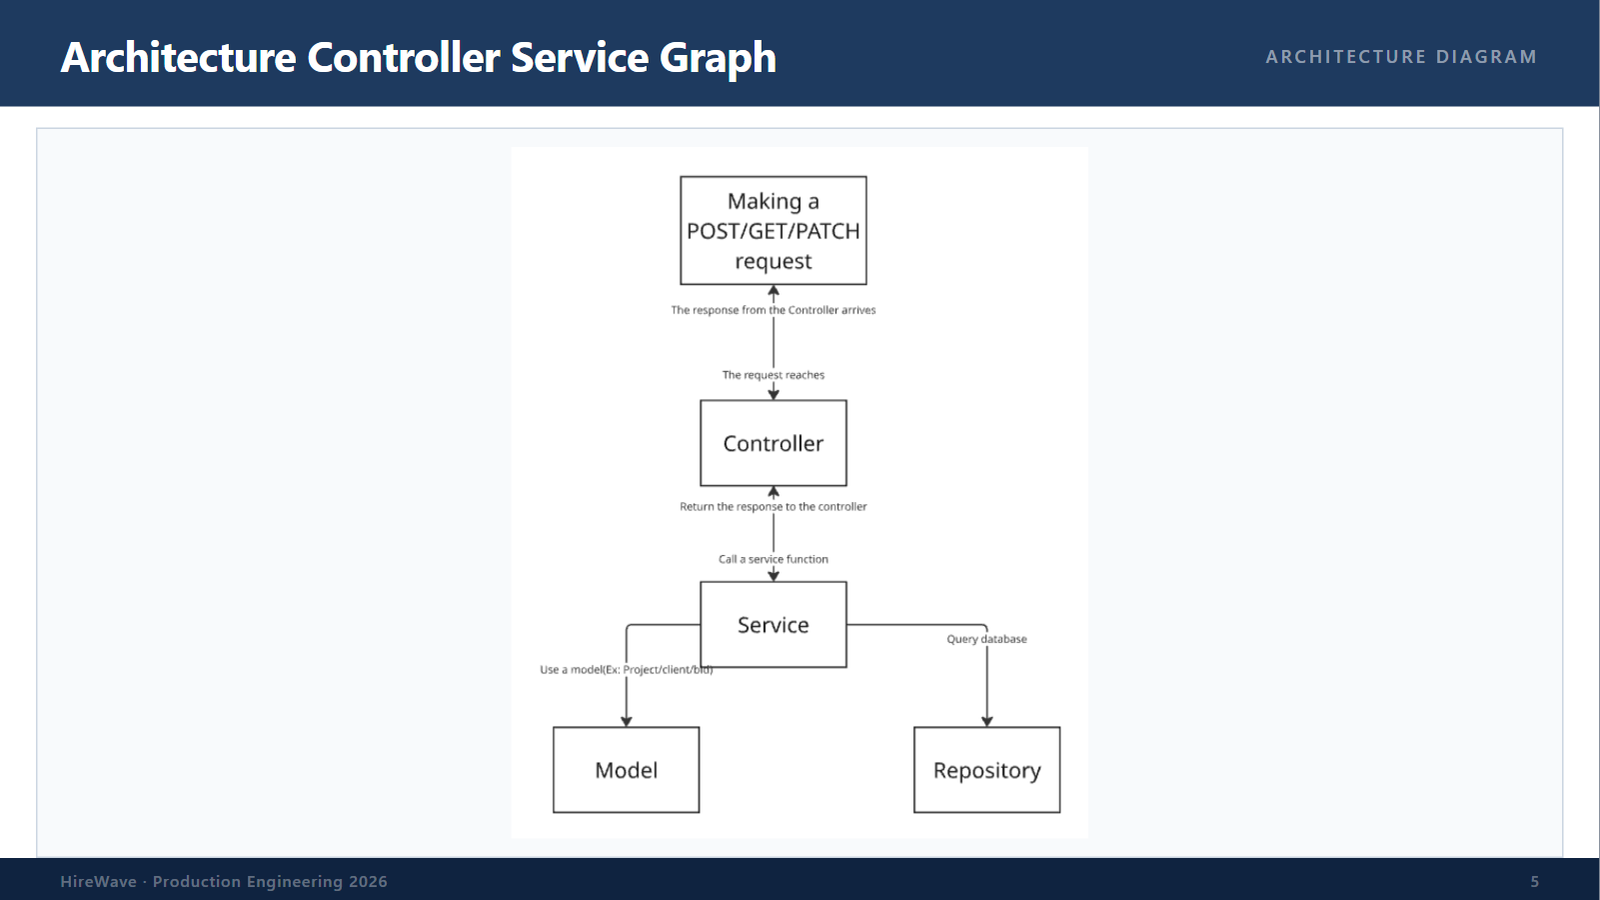 Architecture Controller Service Graph
ARCHITECTURE DIAGRAM
Making a
POST/GET/PATCH
request
The response from the Controller arrives
The request reaches
Controller
Return the response to the controller
Call a service function
Service
Query database
Use a model(Ex: Project/client/bid)
Model
Repository
HireWave · Production Engineering 2026
5